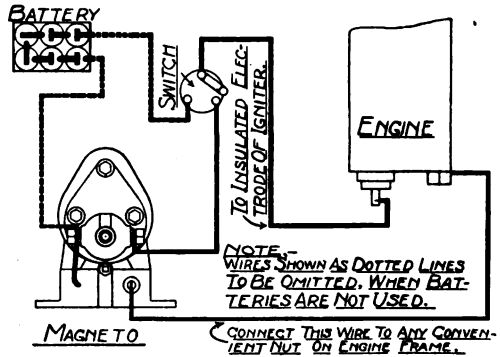 BATTERY
SWITCH
TO INSULATED ELEC-
TRODE OF IGNITER.
ENGINE
NOTE,-
WIRES SHOWN AS DOTTED LINES
TO BE OMITTED, WHEN BAT-
TERIES ARE NOT USED.
MAGNETO
CONNECT THIS WIRE TO ANY CONVEN-
IENT NUT ON ENGINE FRAME.